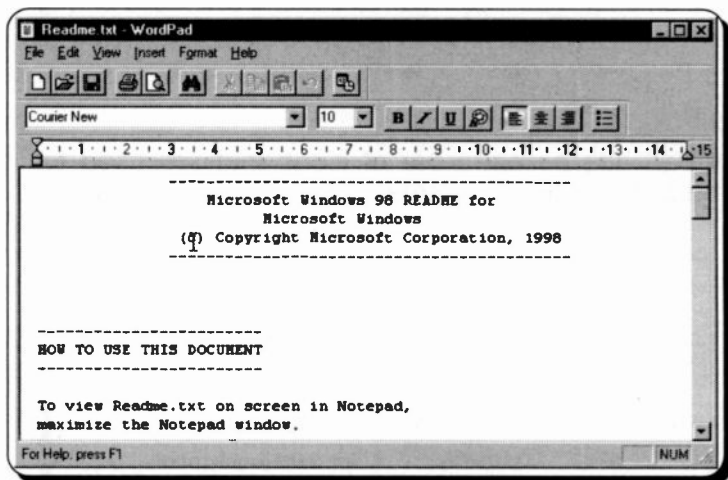 Readme.txt - WordPad
File Edit View Insert Format Help
Courier New 10 B I U
1 2 3 4 5 6 7 8 9 10 11 12 13 14 15
Microsoft Windows 98 README for
Microsoft Windows
(c) Copyright Microsoft Corporation, 1998
HOW TO USE THIS DOCUMENT
To view Readme.txt on screen in Notepad,
maximize the Notepad window.
For Help, press F1 NUM